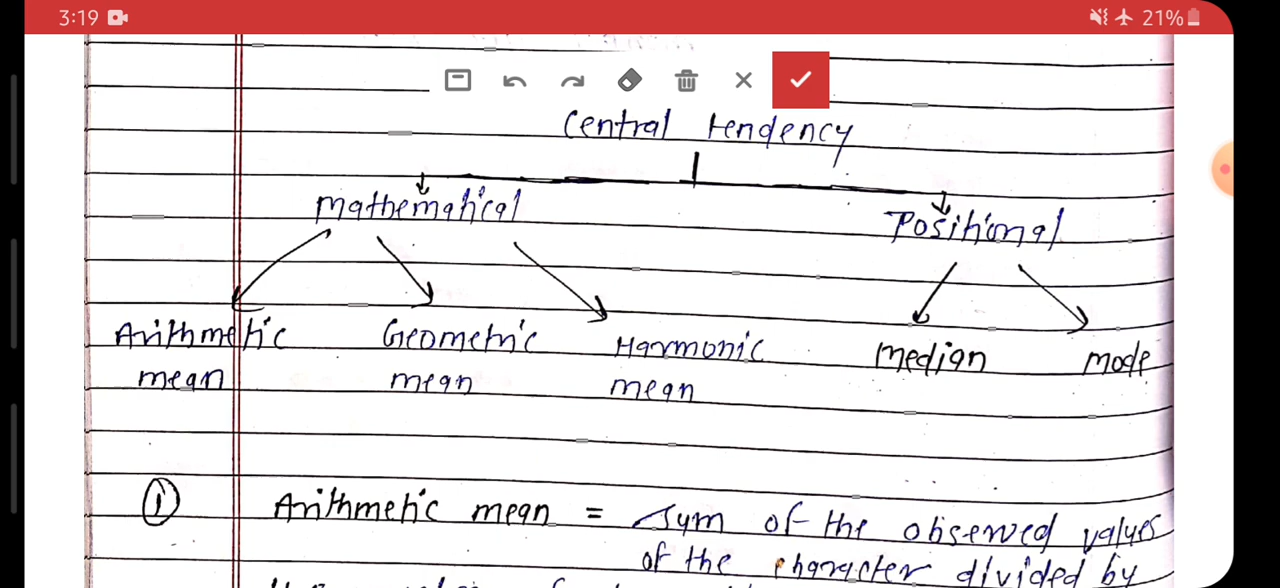 3:19
21%
Central tendency
Mathematical
Positional
Arithmetic mean
Geometric mean
Harmonic mean
Median
mode
① Arithmetic mean = Sum of the observed values
of the character divided by